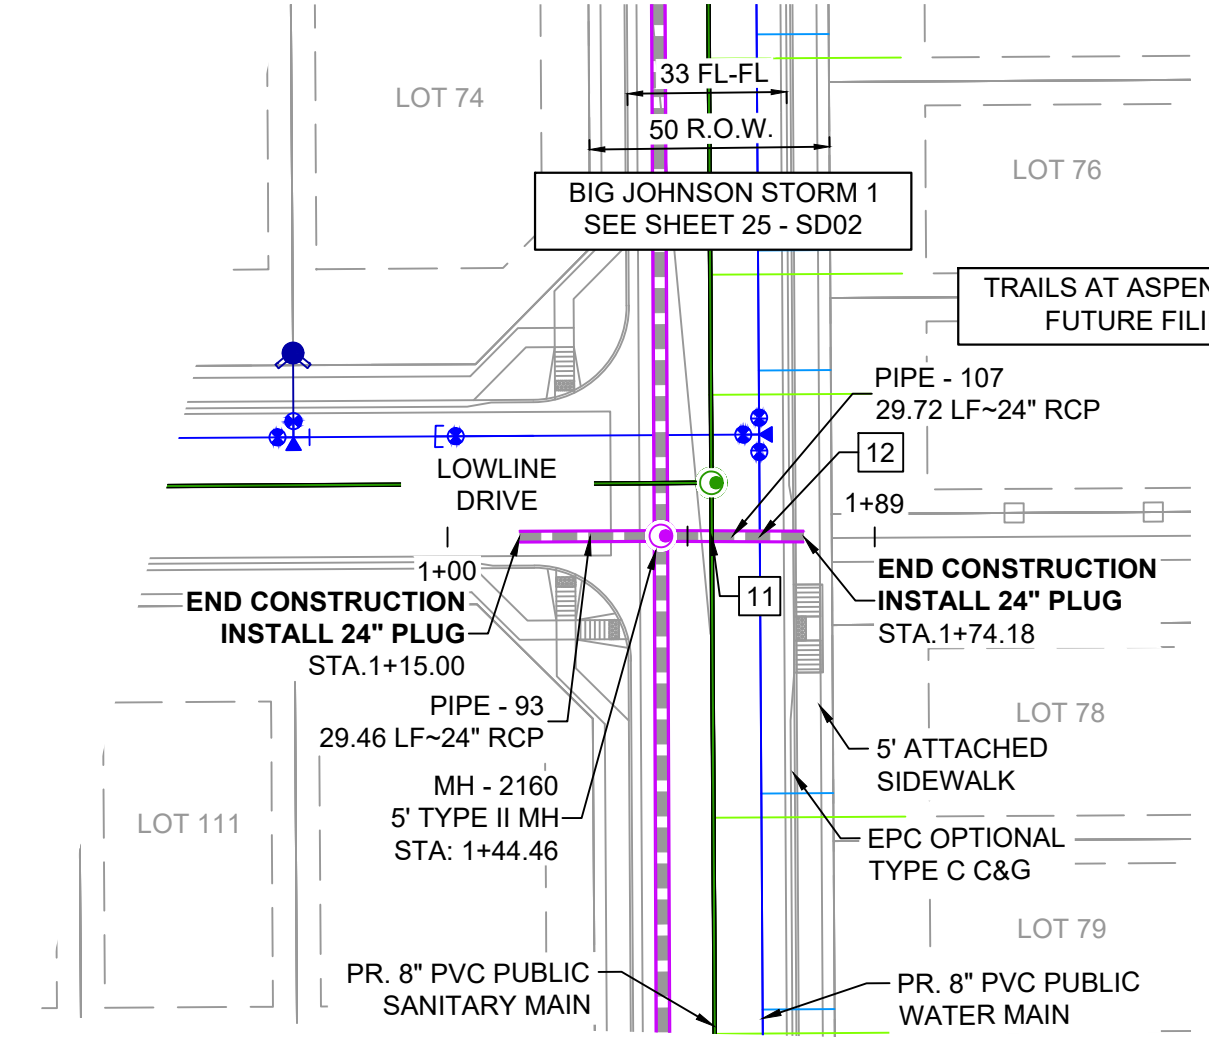 33 FL-FL
LOT 74
50 R.O.W.
LOT 76
BIG JOHNSON STORM 1
SEE SHEET 25 - SD02
TRAILS AT ASPEN
FUTURE FILI
PIPE - 107
29.72 LF~24" RCP
12
LOWLINE
DRIVE
1+89
1+00
END CONSTRUCTION
INSTALL 24" PLUG
STA.1+15.00
11
END CONSTRUCTION
INSTALL 24" PLUG
STA.1+74.18
PIPE - 93
29.46 LF~24" RCP
LOT 78
5' ATTACHED
SIDEWALK
MH - 2160
5' TYPE II MH
STA: 1+44.46
LOT 111
EPC OPTIONAL
TYPE C C&G
LOT 79
PR. 8" PVC PUBLIC
SANITARY MAIN
PR. 8" PVC PUBLIC
WATER MAIN